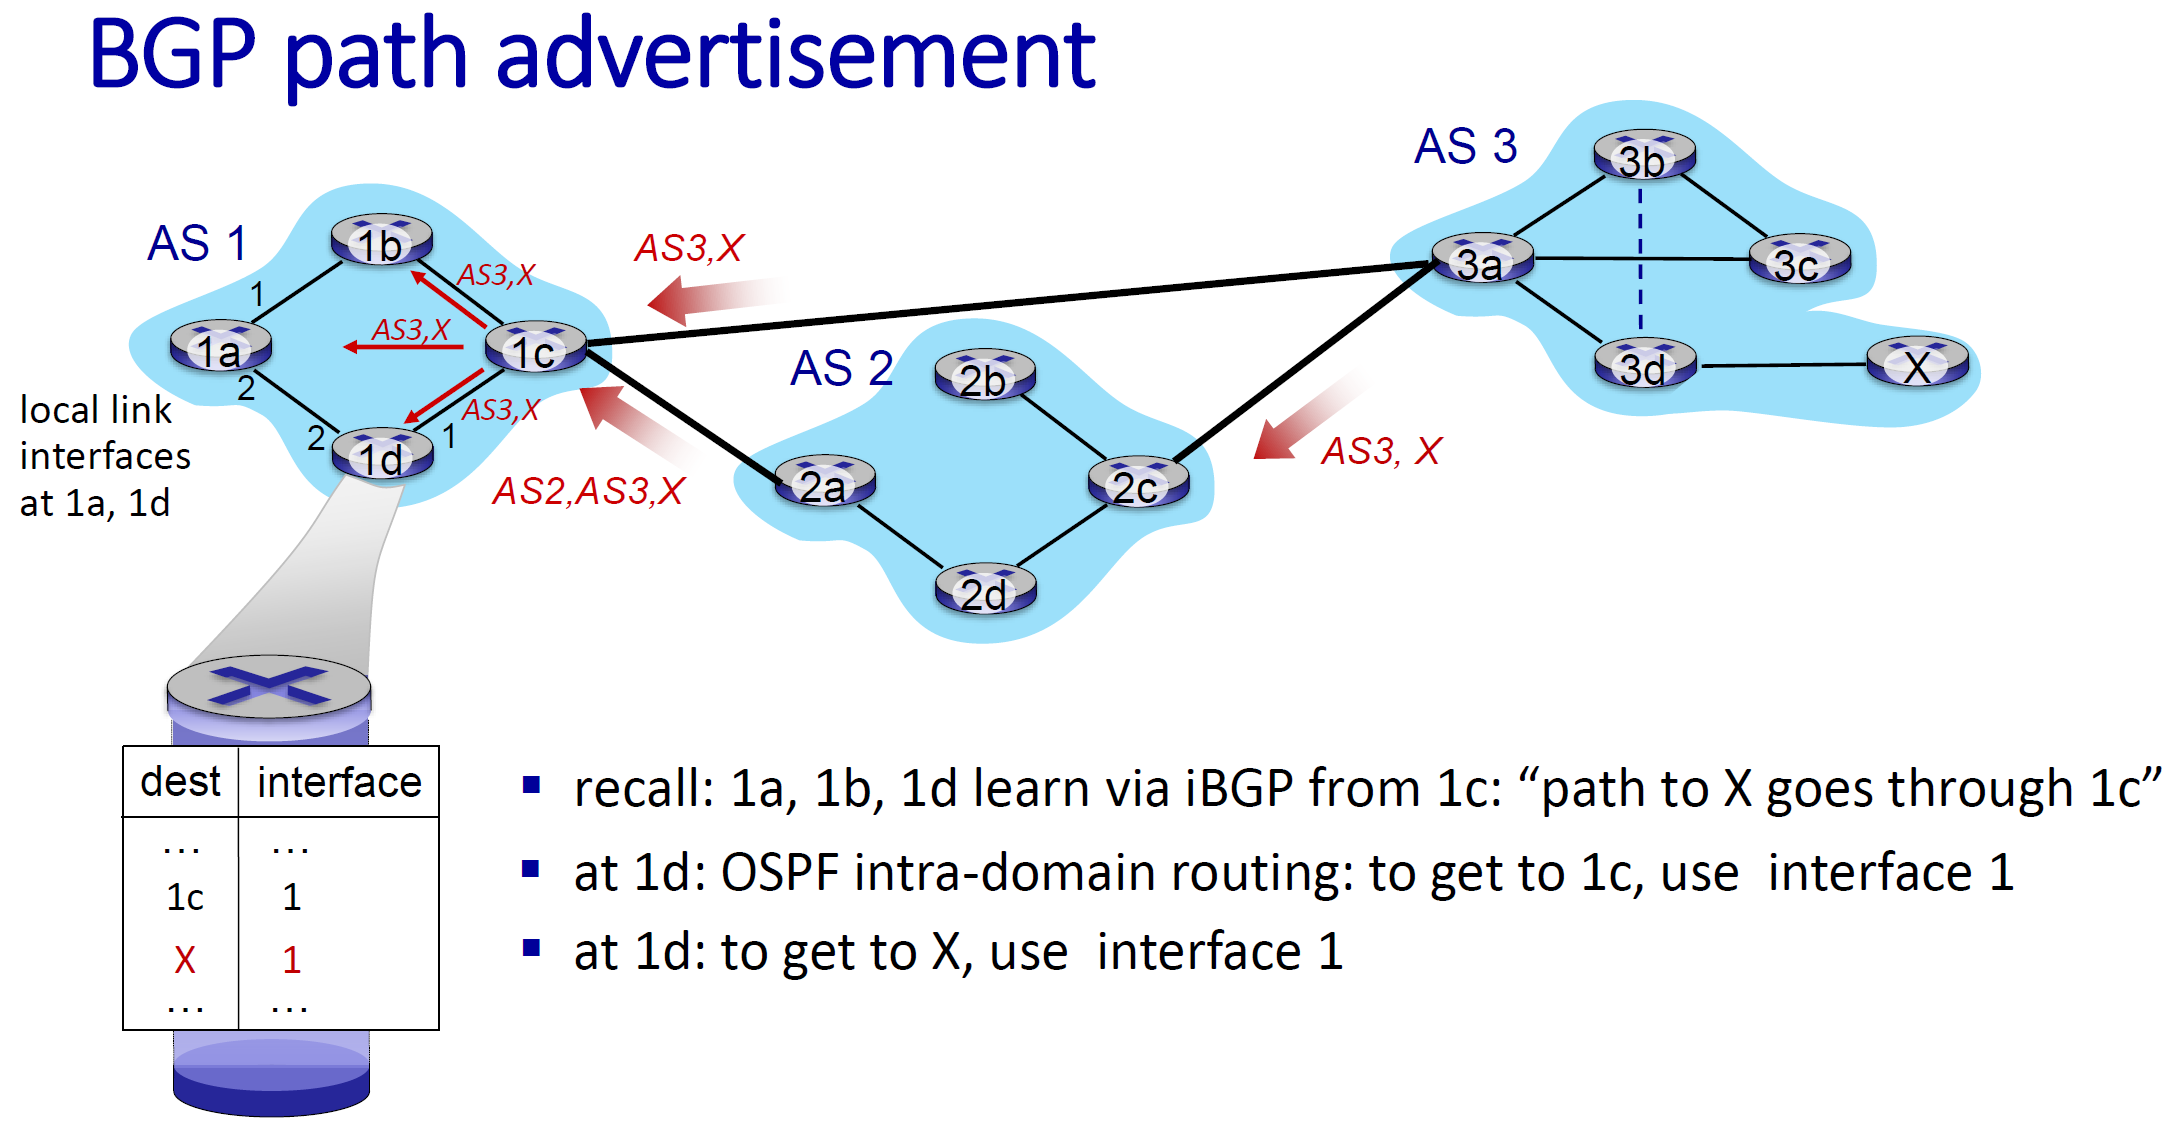 BGP path advertisement
AS 3
3b
AS 1
1b
AS3,X
AS3,X
3a
3c
1
AS3,X
1a
1c
AS 2
2b
3d
X
2
AS3,X
local link
interfaces
at 1a, 1d
2
1
1d
AS2,AS3,X
2a
2c
AS3, X
2d
dest interface
... ...
1c 1
X 1
... ...
▪ recall: 1a, 1b, 1d learn via iBGP from 1c: “path to X goes through 1c”
▪ at 1d: OSPF intra-domain routing: to get to 1c, use interface 1
▪ at 1d: to get to X, use interface 1